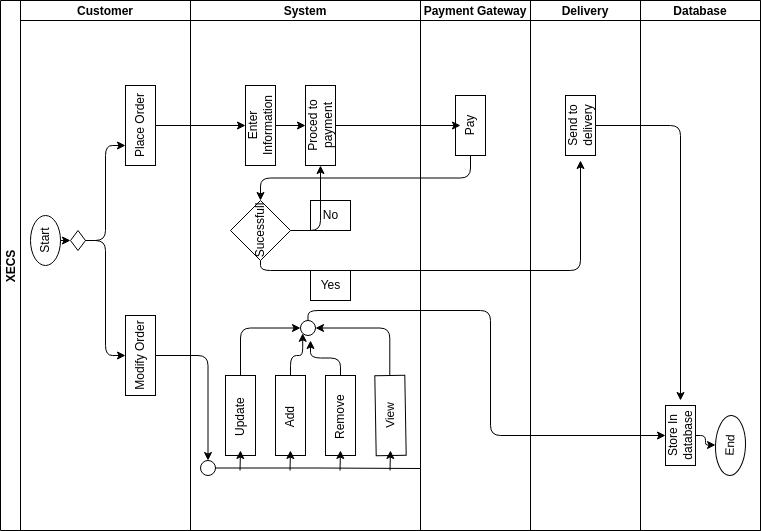 Customer
System
Payment Gateway
Delivery
Database
XECS
Start
Place Order
Modify Order
Enter
Information
Proced to
payment
Sucessfull
No
Yes
Update
Add
Remove
View
Pay
Send to
delivery
Store In
database
End